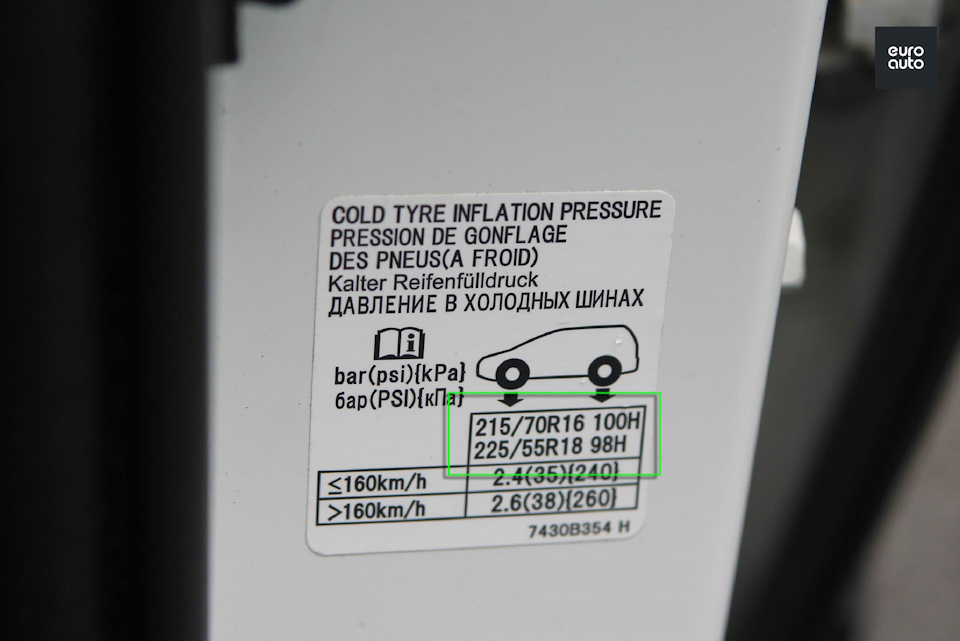 euro
auto
COLD TYRE INFLATION PRESSURE
PRESSION DE GONFLAGE
DES PNEUS(A FROID)
Kalter Reifenfülldruck
ДАВЛЕНИЕ В ХОЛОДНЫХ ШИНАХ
i
bar(psi){kPa}
бар(PSI){кПа}
215/70R16 100H
225/55R18 98H
≤160km/h 2.4(35){240}
>160km/h 2.6(38){260}
7430B354 H